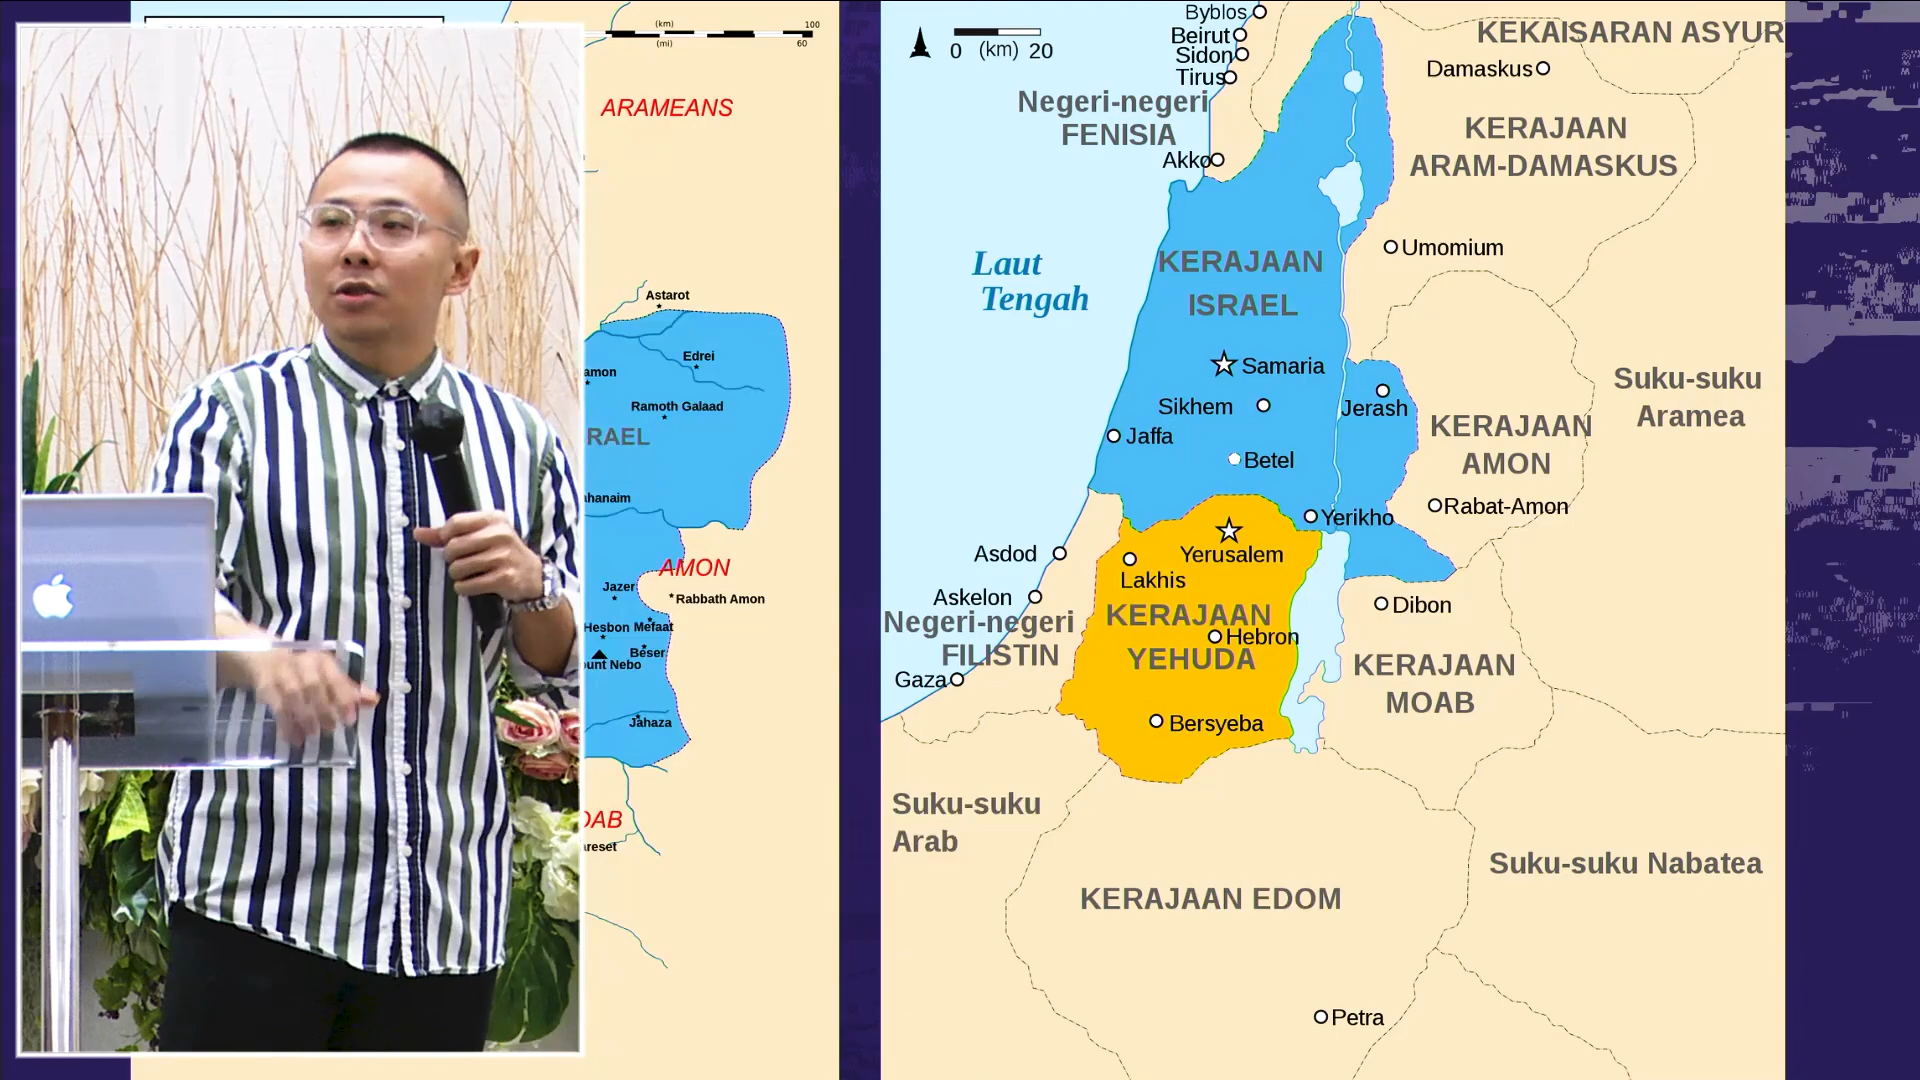 (km)
100
(mi)
60
ARAMEANS
Astarot
Edrei
amon
Ramoth Galaad
RAEL
ahanaim
AMON
Jazer
Rabbath Amon
Hesbon Mefaat
Beser
ount Nebo
Jahaza
OAB
areset
0 (km) 20
Byblos
Beirut
Sidon
Tirus
KEKAISARAN ASYUR
Damaskus
Negeri-negeri
FENISIA
KERAJAAN
ARAM-DAMASKUS
Akko
Umomium
Laut
Tengah
KERAJAAN
ISRAEL
Samaria
Sikhem
Jerash
Suku-suku
Aramea
Jaffa
KERAJAAN
AMON
Betel
Rabat-Amon
Yerikho
Asdod
Yerusalem
Lakhis
Askelon
Dibon
Negeri-negeri
FILISTIN
KERAJAAN
YEHUDA
Hebron
Gaza
KERAJAAN
MOAB
Bersyeba
Suku-suku
Arab
Suku-suku Nabatea
KERAJAAN EDOM
Petra